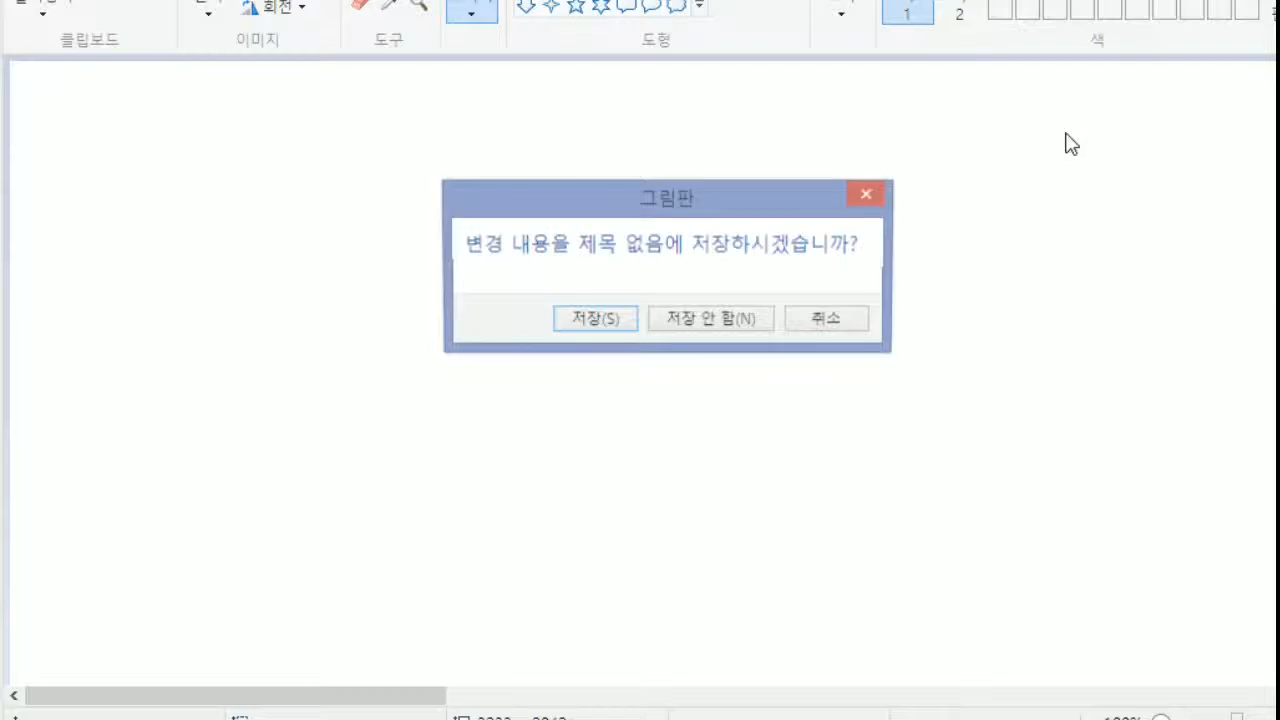 회전
1
2
클립보드
이미지
도구
도형
색
그림판
변경 내용을 제목 없음에 저장하시겠습니까?
저장(S)
저장 안 함(N)
취소